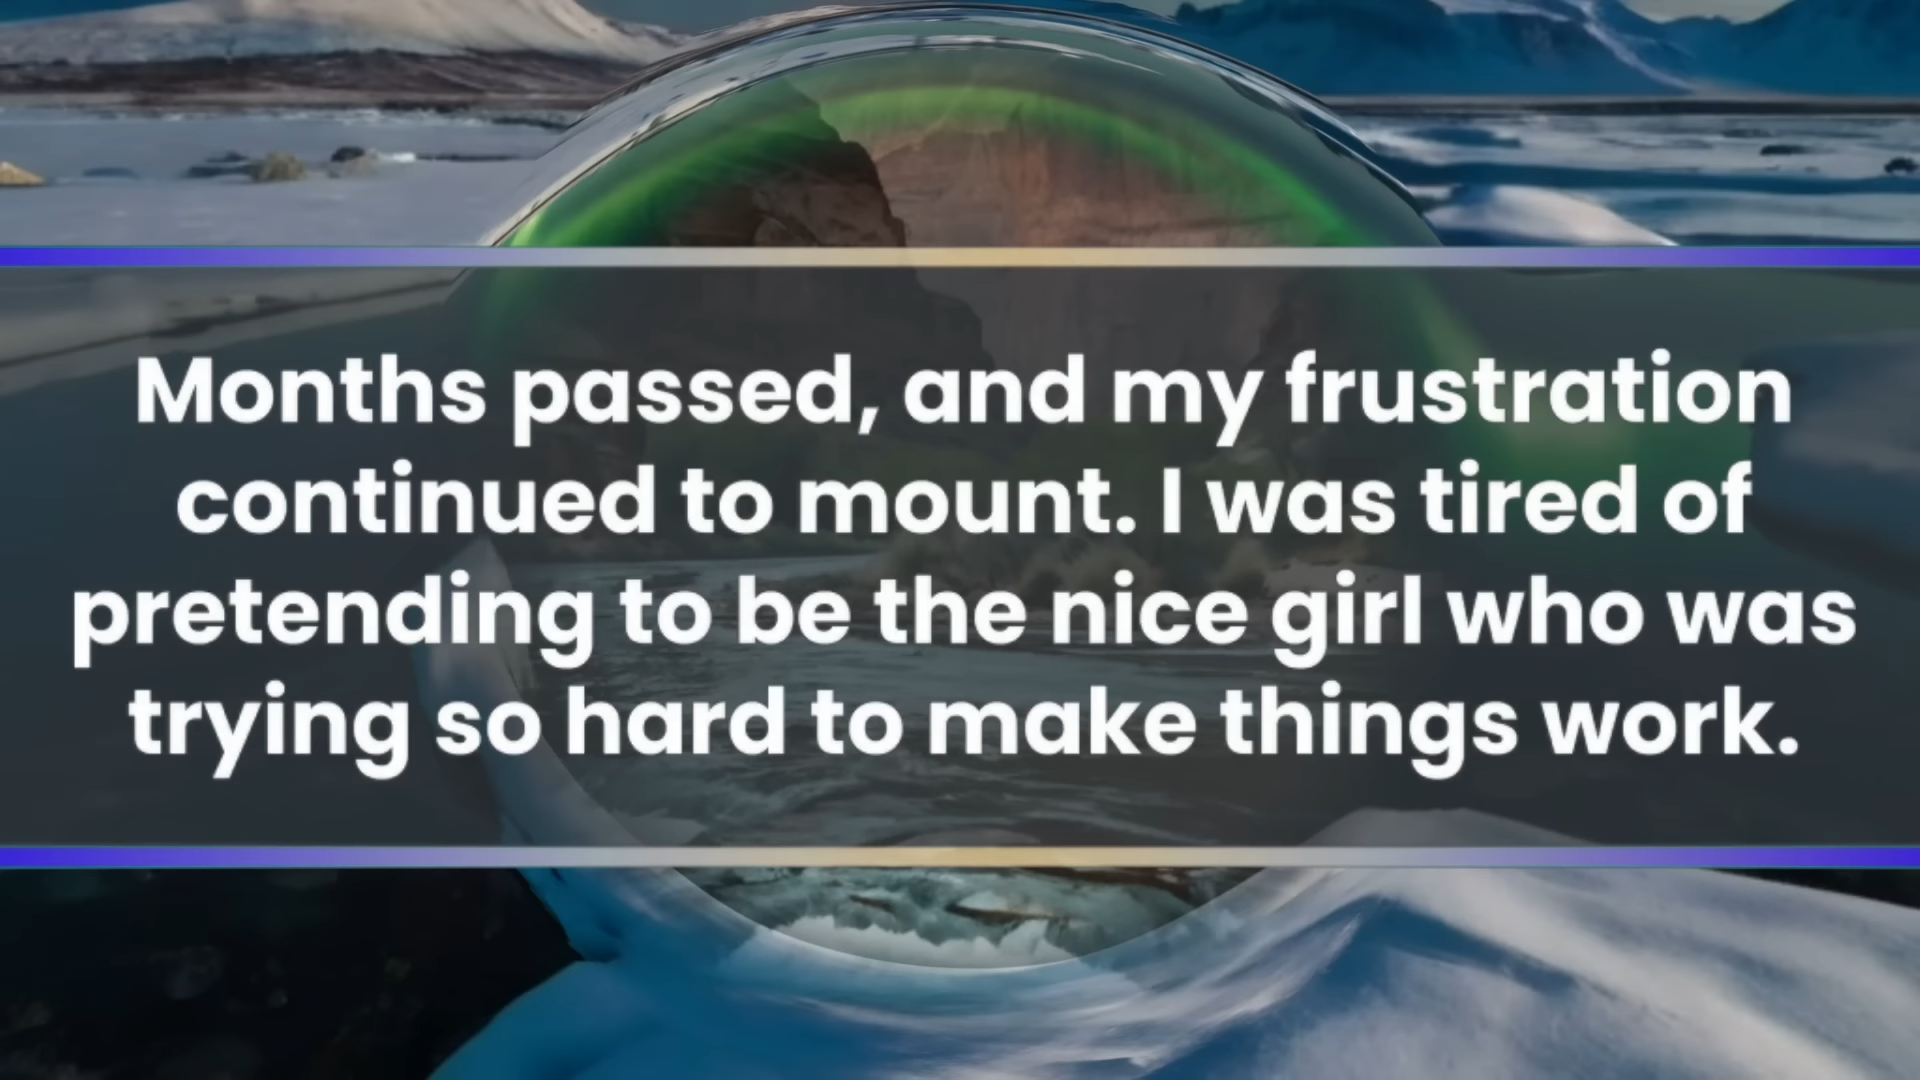 Months passed, and my frustration
continued to mount. I was tired of
pretending to be the nice girl who was
trying so hard to make things work.